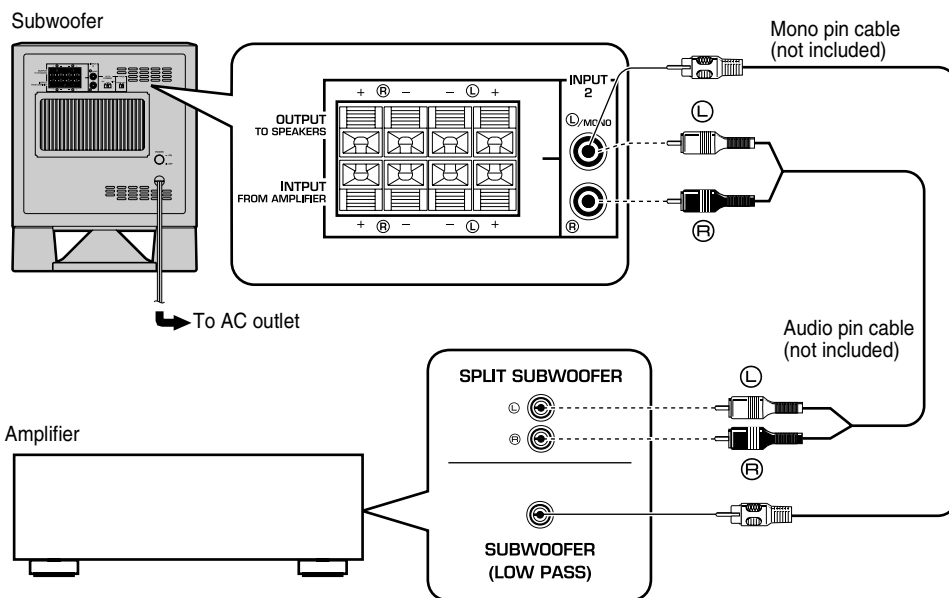 Subwoofer
Mono pin cable
(not included)
INPUT
2
+ R − − L +
OUTPUT
TO SPEAKERS
L/MONO
L
INTPUT
FROM AMPLIFIER
R
+ R − − L +
R
To AC outlet
Audio pin cable
(not included)
SPLIT SUBWOOFER
L
L
R
Amplifier
R
SUBWOOFER
(LOW PASS)